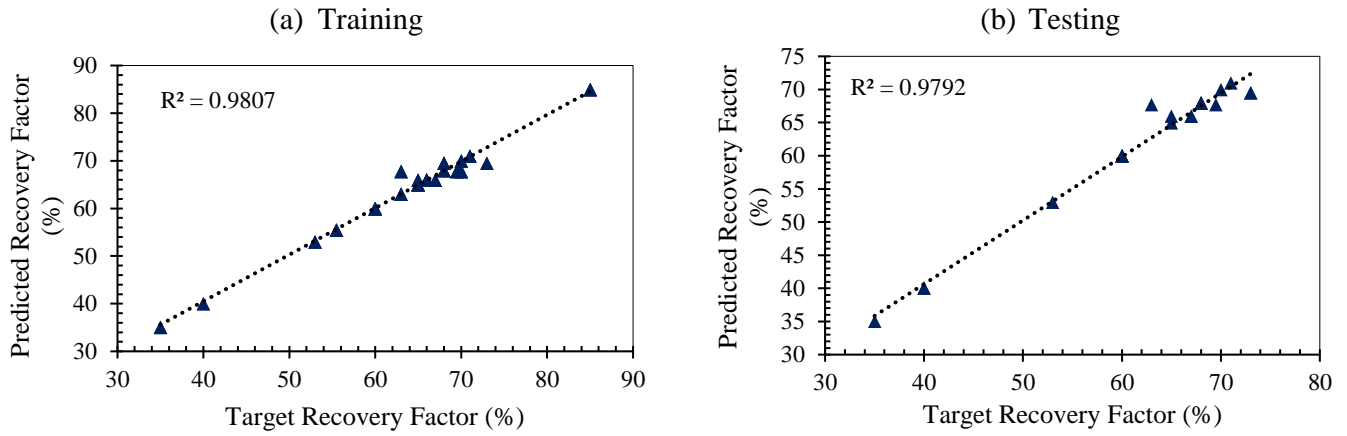 (a) Training
Predicted Recovery Factor
(%)
90
80
70
60
50
40
30
R² = 0.9807
30 40 50 60 70 80 90
Target Recovery Factor (%)
(b) Testing
Predicted Recovery Factor
(%)
75
70
65
60
55
50
45
40
35
30
R² = 0.9792
30 40 50 60 70 80
Target Recovery Factor (%)